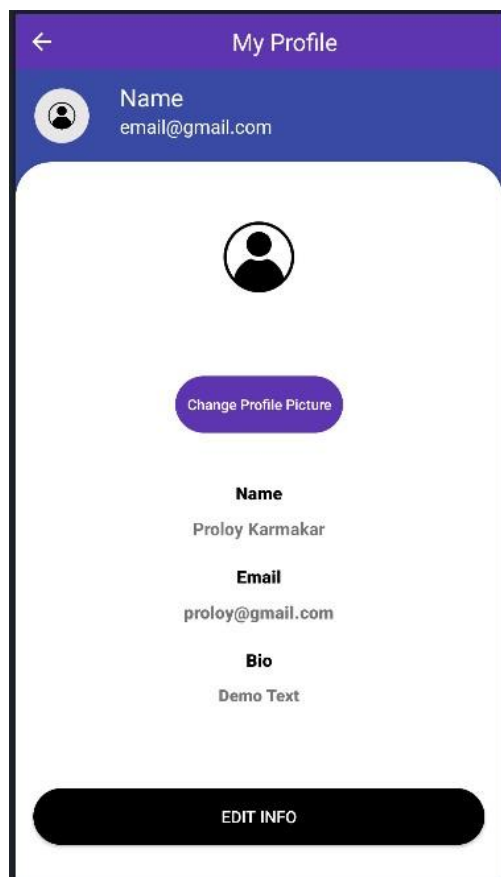 My Profile
Name
email@gmail.com
Change Profile Picture
Name
Proloy Karmakar
Email
proloy@gmail.com
Bio
Demo Text
EDIT INFO